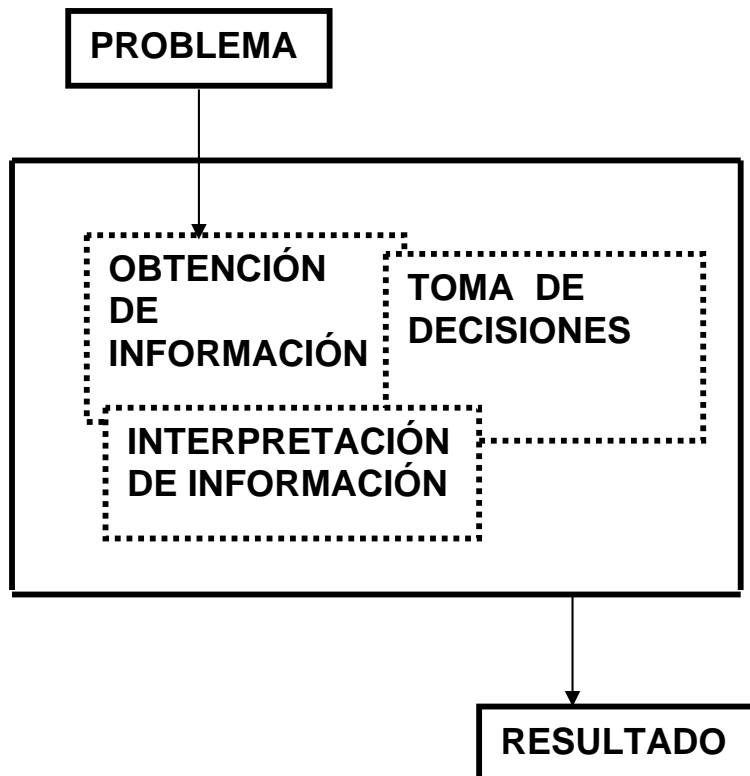 PROBLEMA
OBTENCIÓN
DE
INFORMACIÓN
TOMA DE
DECISIONES
INTERPRETACIÓN
DE INFORMACIÓN
RESULTADO